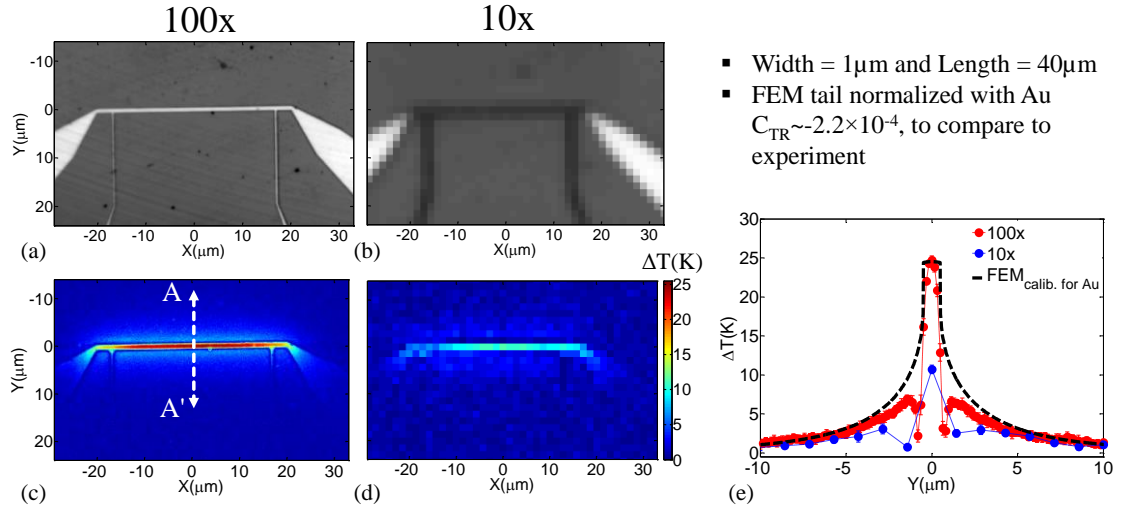 100x
10x
-10
0
10
20
Y(μm)
-20 -10 0 10 20 30
X(μm)
(a)
-20 -10 0 10 20 30
X(μm)
(b)
▪ Width = 1μm and Length = 40μm
▪ FEM tail normalized with Au
C_TR~-2.2×10^-4, to compare to
experiment
A
A'
-10
0
10
20
Y(μm)
-20 -10 0 10 20 30
X(μm)
(c)
-20 -10 0 10 20 30
X(μm)
(d)
ΔT(K)
25
20
15
10
5
0
30
25
20
15
10
5
0
ΔT(K)
100x
10x
FEM_calib. for Au
-10 -5 0 5 10
Y(μm)
(e)